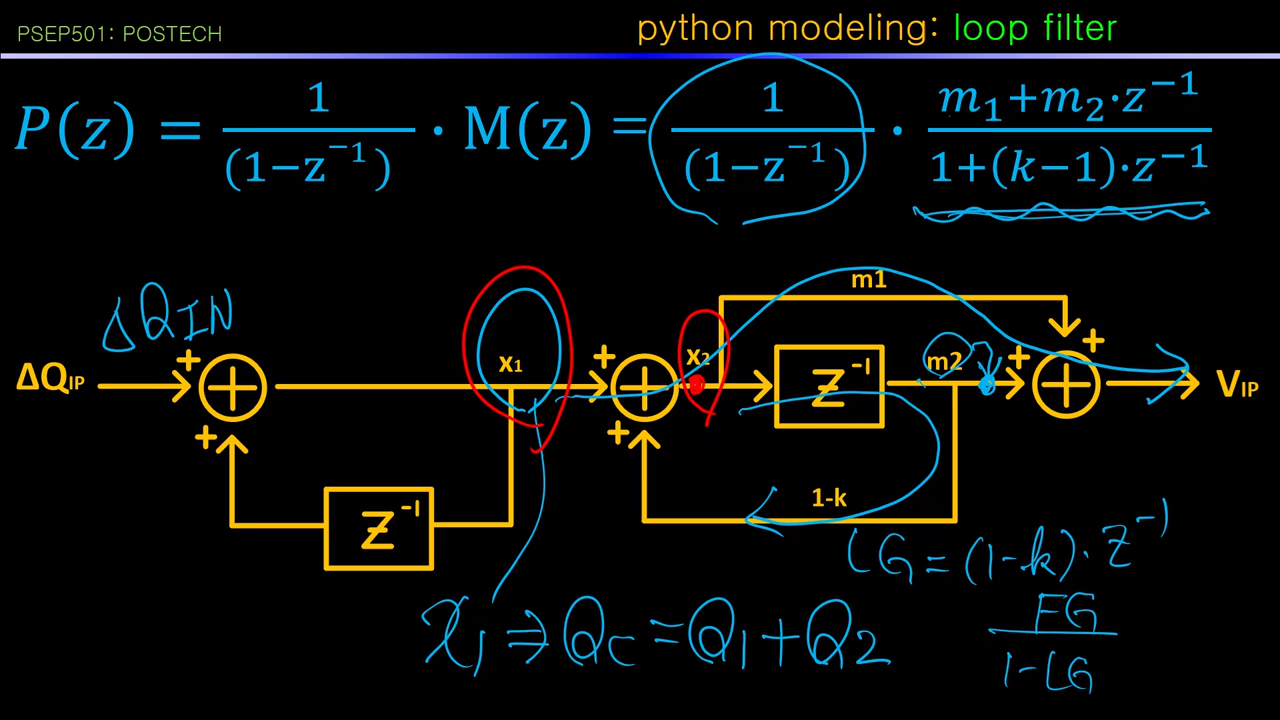 PSEP501: POSTECH
python modeling: loop filter
P(z) = 1/(1−z⁻¹) · M(z) = 1/(1−z⁻¹) · (m₁+m₂·z⁻¹)/(1+(k−1)·z⁻¹)
ΔQIN
m1
+ x₁ + x₂ Z⁻¹ m2 + +
ΔQIP
VIP
+ +
Z⁻¹
1-k
LG = (1-k)·Z⁻¹
x₁ ⇒ Qc = Q1 + Q2
FG
1-LG